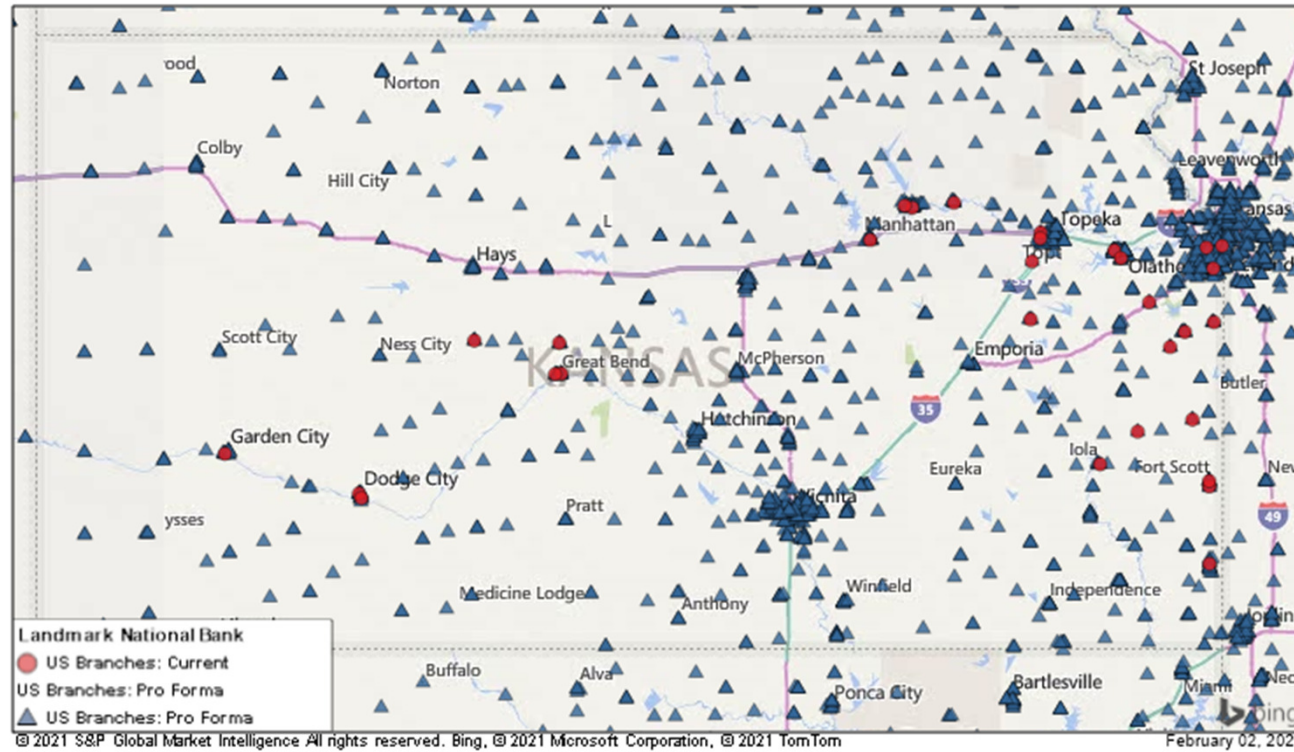 St Joseph
Norton
Leavenworth
Colby
Hill City
Manhattan
Topeka
Hays
Scott City
Ness City
Great Bend
KANSAS
McPherson
Emporia
Butler
Hutchinson
35
Garden City
Dodge City
Iola
Fort Scott
Eureka
Pratt
Wichita
49
ysses
Medicine Lodge
Anthony
Winfield
Independence
Landmark National Bank
US Branches: Current
US Branches: Pro Forma
US Branches: Pro Forma
Buffalo
Alva
Ponca City
Bartlesville
Miami
bing
© 2021 S&P Global Market Intelligence All rights reserved. Bing, © 2021 Microsoft Corporation, © 2021 TomTom
February 02, 202